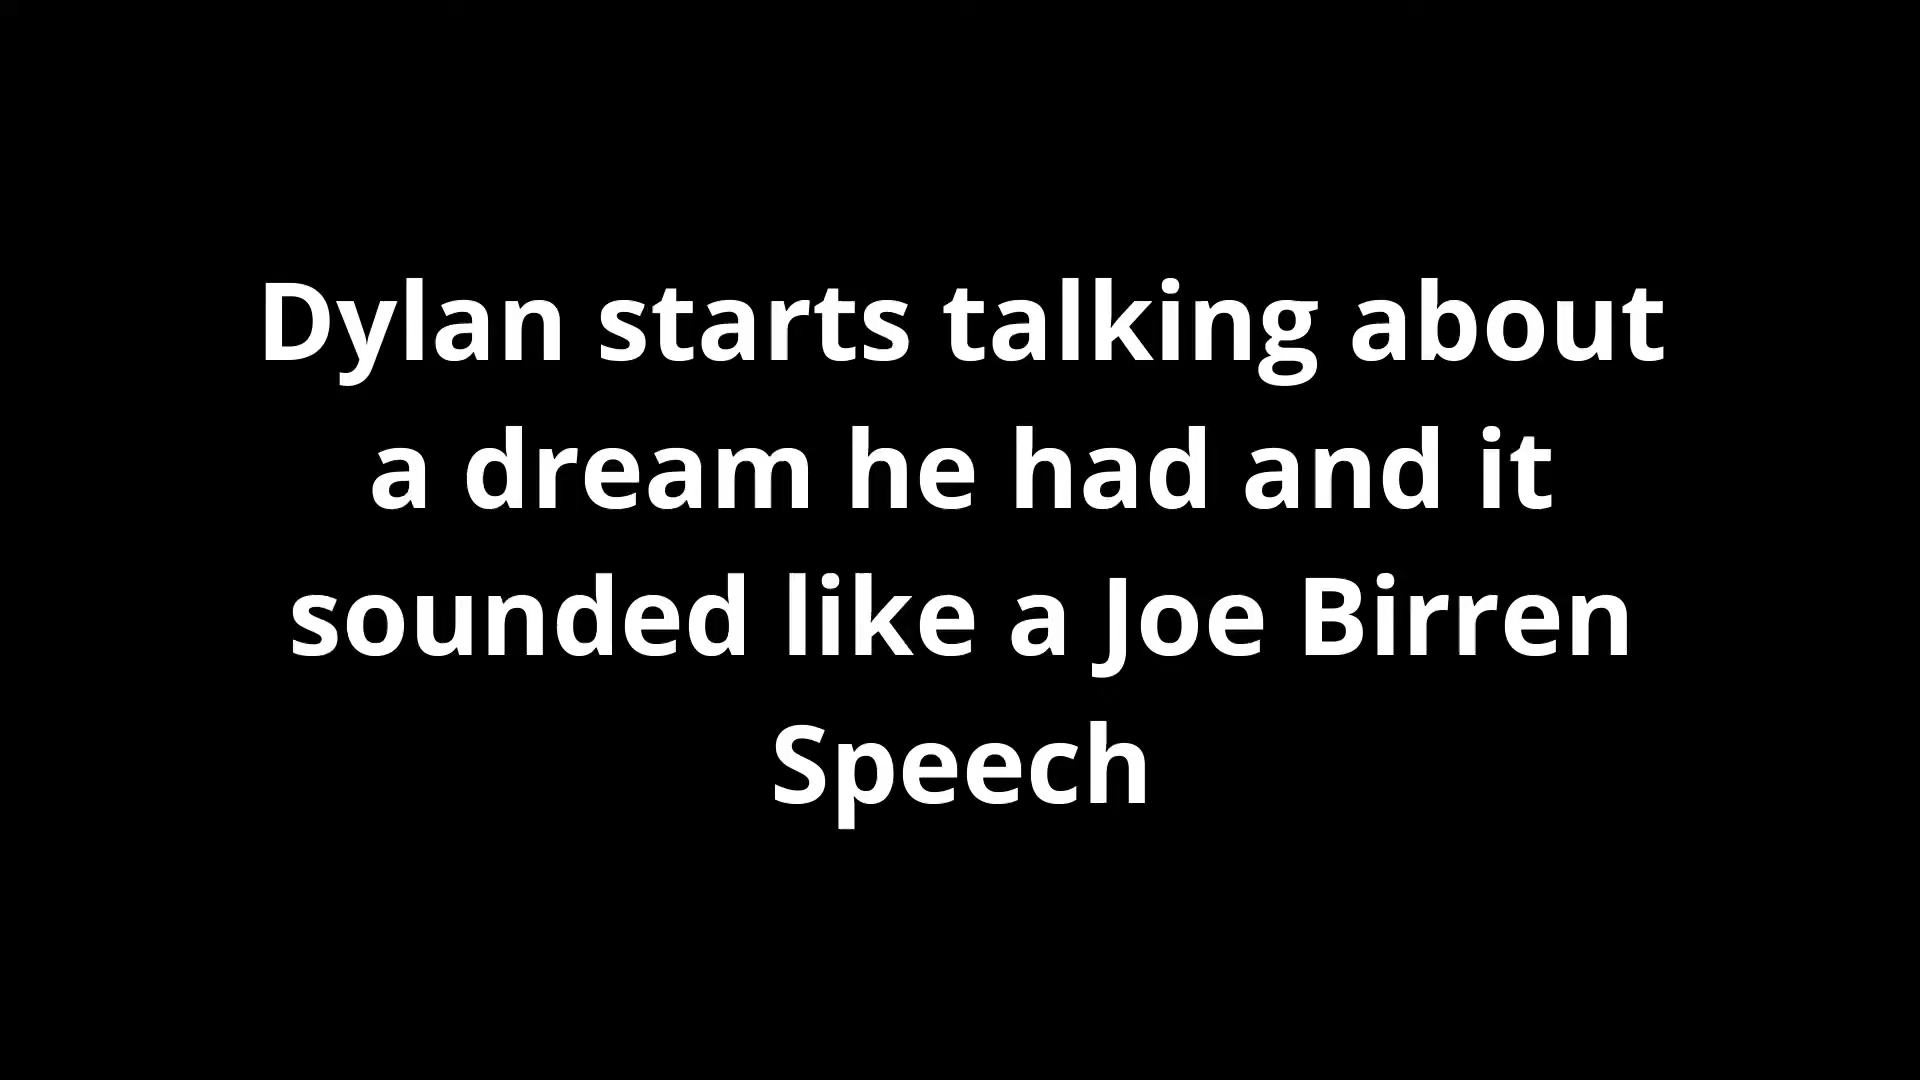 Dylan starts talking about
a dream he had and it
sounded like a Joe Birren
Speech